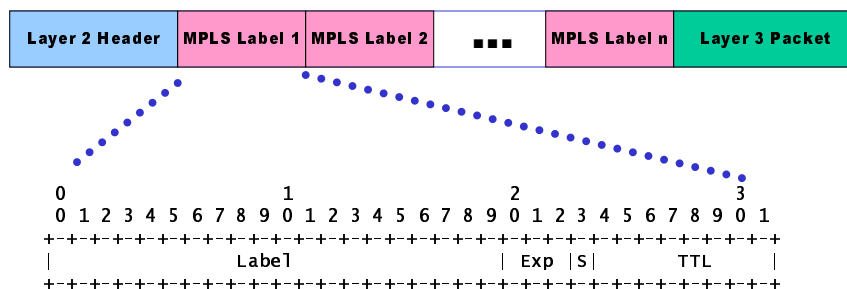 Layer 2 Header MPLS Label 1 MPLS Label 2 ... MPLS Label n Layer 3 Packet
0                   1                   2                   3
0 1 2 3 4 5 6 7 8 9 0 1 2 3 4 5 6 7 8 9 0 1 2 3 4 5 6 7 8 9 0 1
+-+-+-+-+-+-+-+-+-+-+-+-+-+-+-+-+-+-+-+-+-+-+-+-+-+-+-+-+-+-+-+-+
|                Label                  | Exp |S|      TTL      |
+-+-+-+-+-+-+-+-+-+-+-+-+-+-+-+-+-+-+-+-+-+-+-+-+-+-+-+-+-+-+-+-+